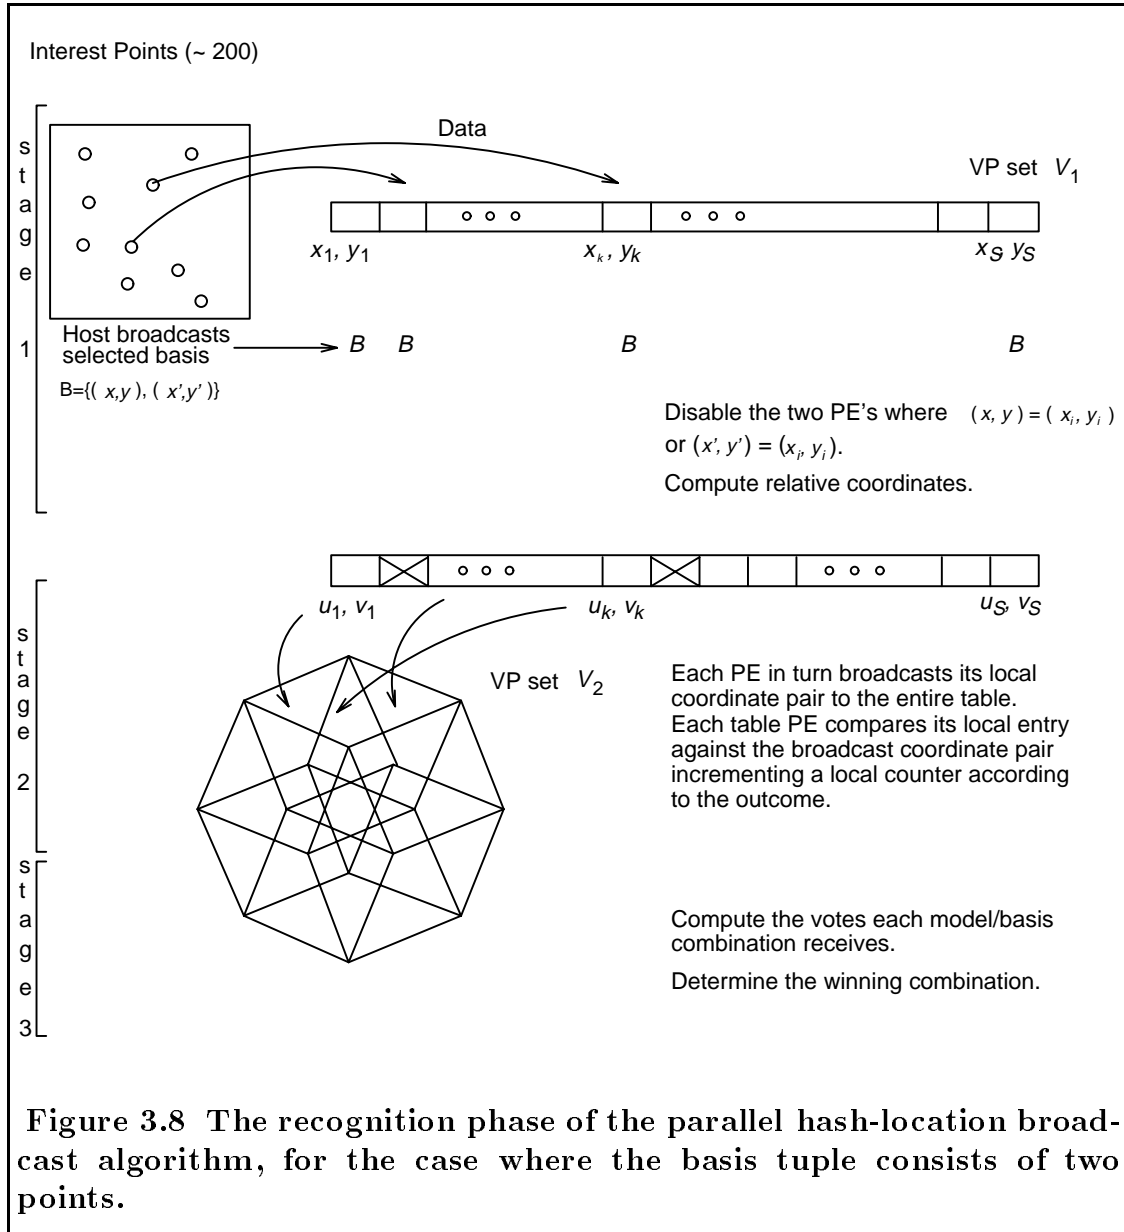 Interest Points (~ 200)
stage 1
Data
VP set V1
x1, y1
xk, yk
xS, yS
Host broadcasts
selected basis
B B B B
B={( x,y ), ( x',y' )}
Disable the two PE's where ( x, y ) = ( xi, yi )
or (x', y') = (xi, yi).
Compute relative coordinates.
stage 2
u1, v1
uk, vk
uS, vS
VP set V2
Each PE in turn broadcasts its local
coordinate pair to the entire table.
Each table PE compares its local entry
against the broadcast coordinate pair
incrementing a local counter according
to the outcome.
stage 3
Compute the votes each model/basis
combination receives.
Determine the winning combination.
Figure 3.8 The recognition phase of the parallel hash-location broad-
cast algorithm, for the case where the basis tuple consists of two
points.